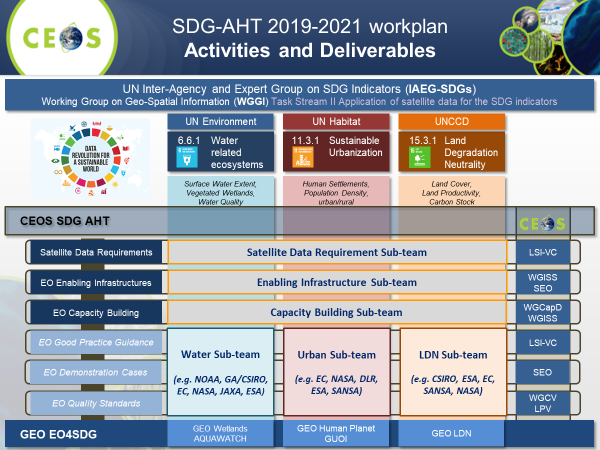 CEOS
SDG-AHT 2019-2021 workplan
Activities and Deliverables
UN Inter-Agency and Expert Group on SDG Indicators (IAEG-SDGs)
Working Group on Geo-Spatial Information (WGGI) Task Stream II Application of satellite data for the SDG indicators
DATA
REVOLUTION FOR
A SUSTAINABLE
WORLD
UN Environment
UN Habitat
UNCCD
6.6.1 Water
related
ecosystems
11.3.1 Sustainable
Urbanization
15.3.1 Land
Degradation
Neutrality
Surface Water Extent,
Vegetated Wetlands,
Water Quality
Human Settlements,
Population Density,
urban/rural
Land Cover,
Land Productivity,
Carbon Stock
CEOS SDG AHT
CEOS
Satellite Data Requirements
Satellite Data Requirement Sub-team
LSI-VC
EO Enabling Infrastructures
Enabling Infrastructure Sub-team
WGISS
SEO
EO Capacity Building
Capacity Building Sub-team
WGCapD
WGISS
EO Good Practice Guidance
EO Demonstration Cases
EO Quality Standards
Water Sub-team
(e.g. NOAA, GA/CSIRO,
EC, NASA, JAXA, ESA)
Urban Sub-team
(e.g. EC, NASA, DLR,
ESA, SANSA)
LDN Sub-team
(e.g. CSIRO, ESA, EC,
SANSA, NASA)
LSI-VC
SEO
WGCV
LPV
GEO EO4SDG
GEO Wetlands
AQUAWATCH
GEO Human Planet
GUOI
GEO LDN